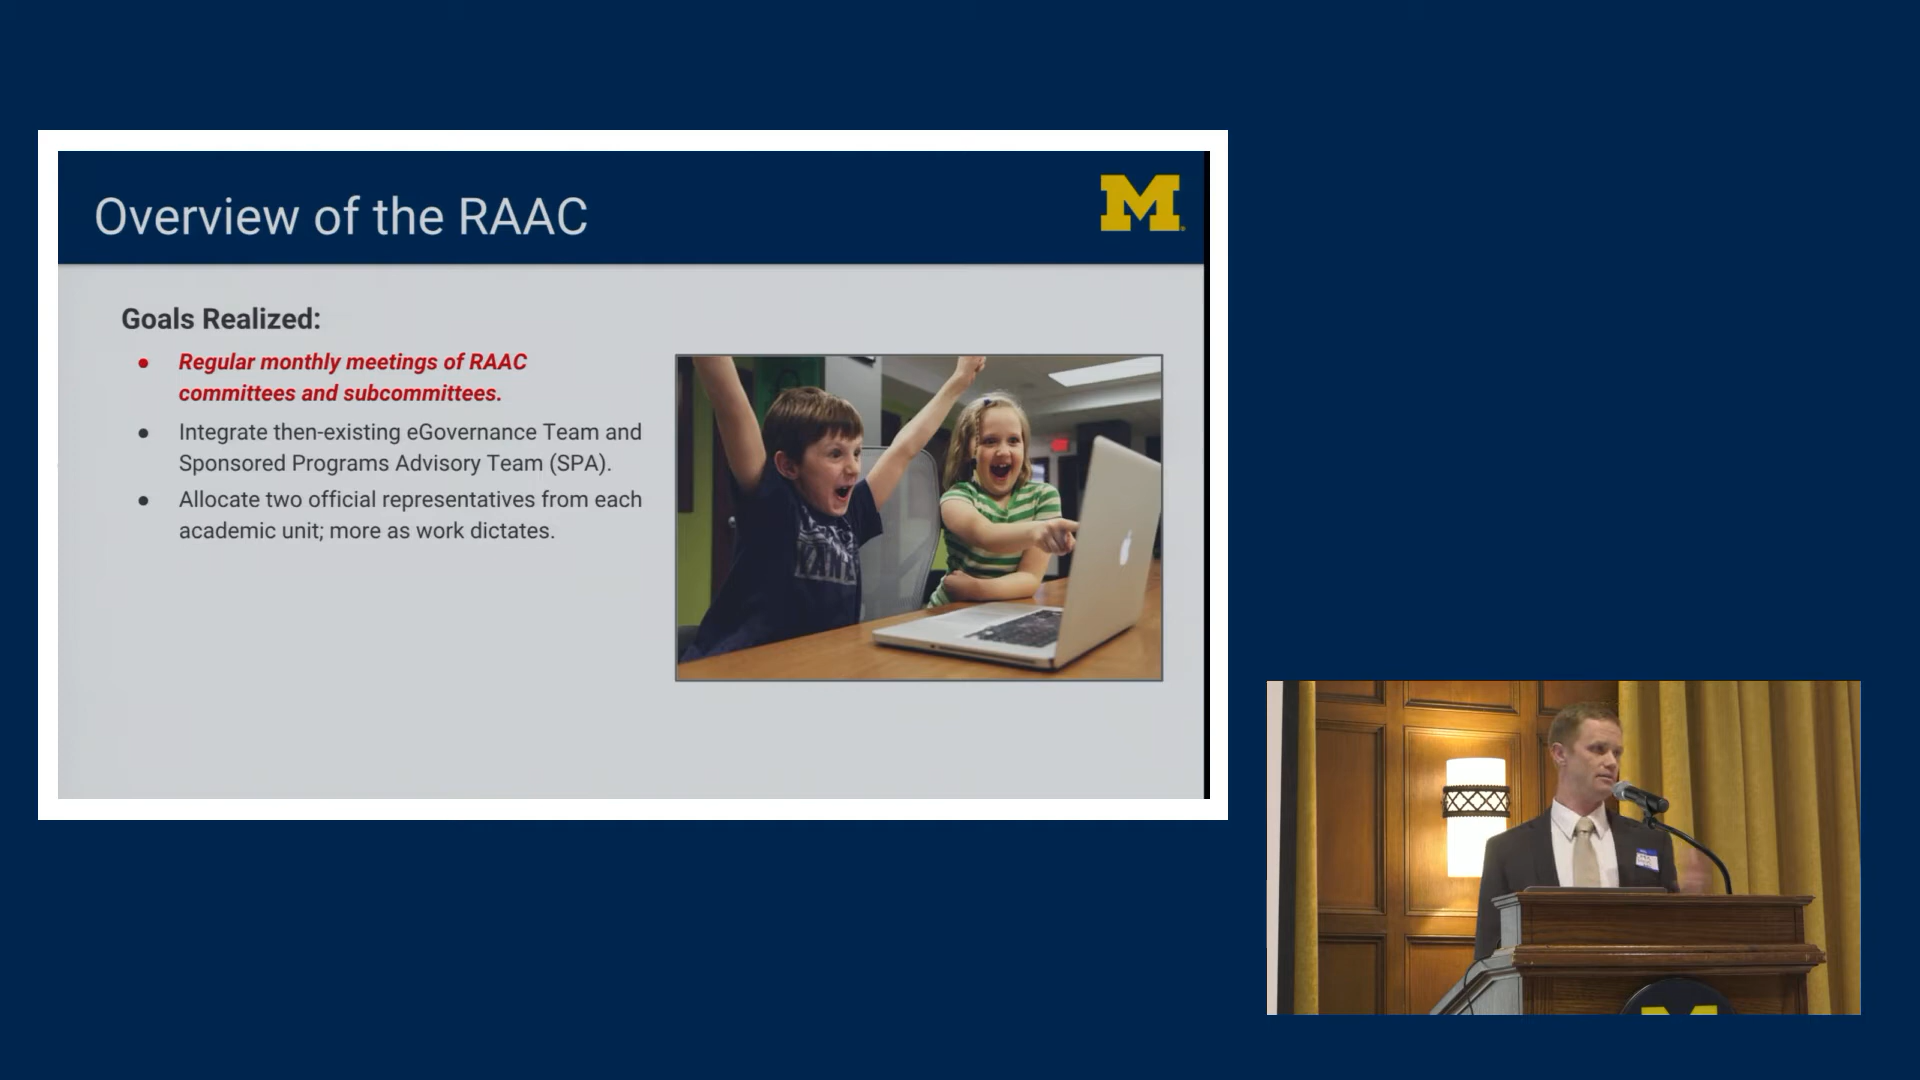 Overview of the RAAC
M
Goals Realized:
● Regular monthly meetings of RAAC
committees and subcommittees.
● Integrate then-existing eGovernance Team and
Sponsored Programs Advisory Team (SPA).
● Allocate two official representatives from each
academic unit; more as work dictates.